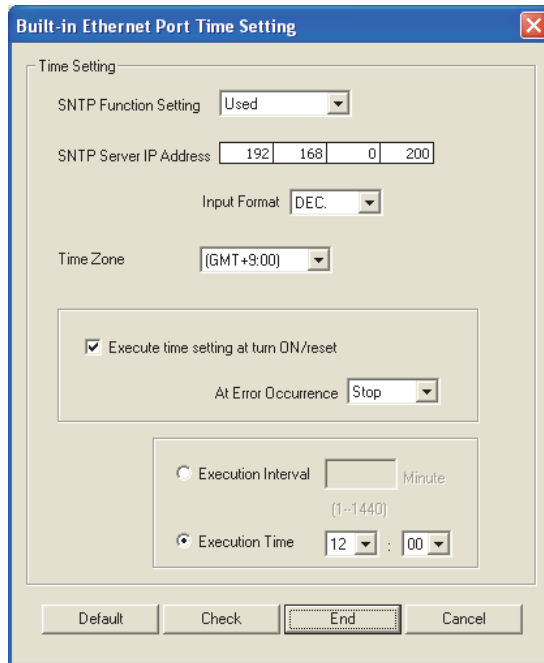 Built-in Ethernet Port Time Setting
Time Setting
SNTP Function Setting Used
SNTP Server IP Address 192 168 0 200
Input Format DEC.
Time Zone (GMT+9:00)
Execute time setting at turn ON/reset
At Error Occurrence Stop
Execution Interval Minute
(1--1440)
Execution Time 12 : 00
Default Check End Cancel